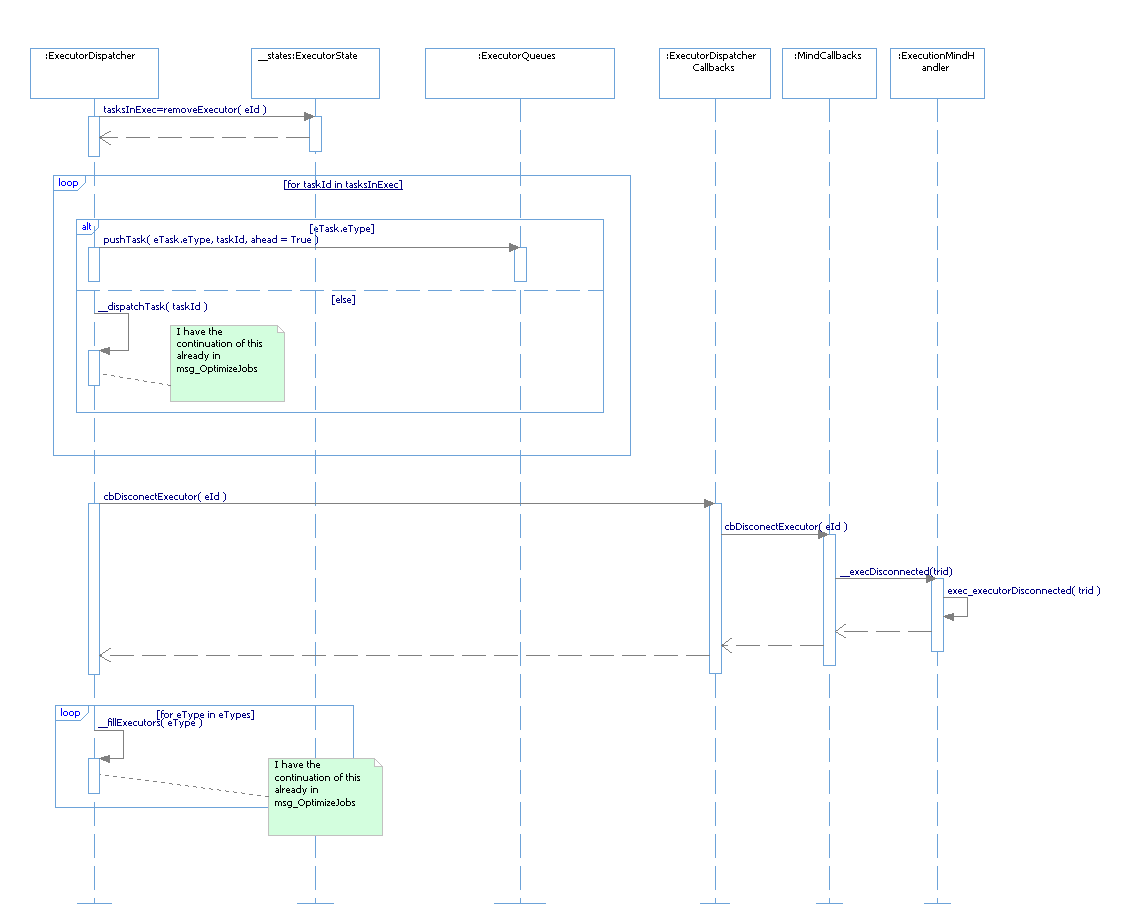 :ExecutorDispatcher
__states:ExecutorState
:ExecutorQueues
:ExecutorDispatcher
Callbacks
:MindCallbacks
:ExecutionMindH
andler
tasksInExec=removeExecutor( eId )
loop
[for taskId in tasksInExec]
alt
[eTask.eType]
pushTask( eTask.eType, taskId, ahead = True )
[else]
__dispatchTask( taskId )
I have the
continuation of this
already in
msg_OptimizeJobs
cbDisconectExecutor( eId )
cbDisconectExecutor( eId )
__execDisconnected(trid)
exec_executorDisconnected( trid )
loop
[for eType in eTypes]
__fillExecutors( eType )
I have the
continuation of this
already in
msg_OptimizeJobs